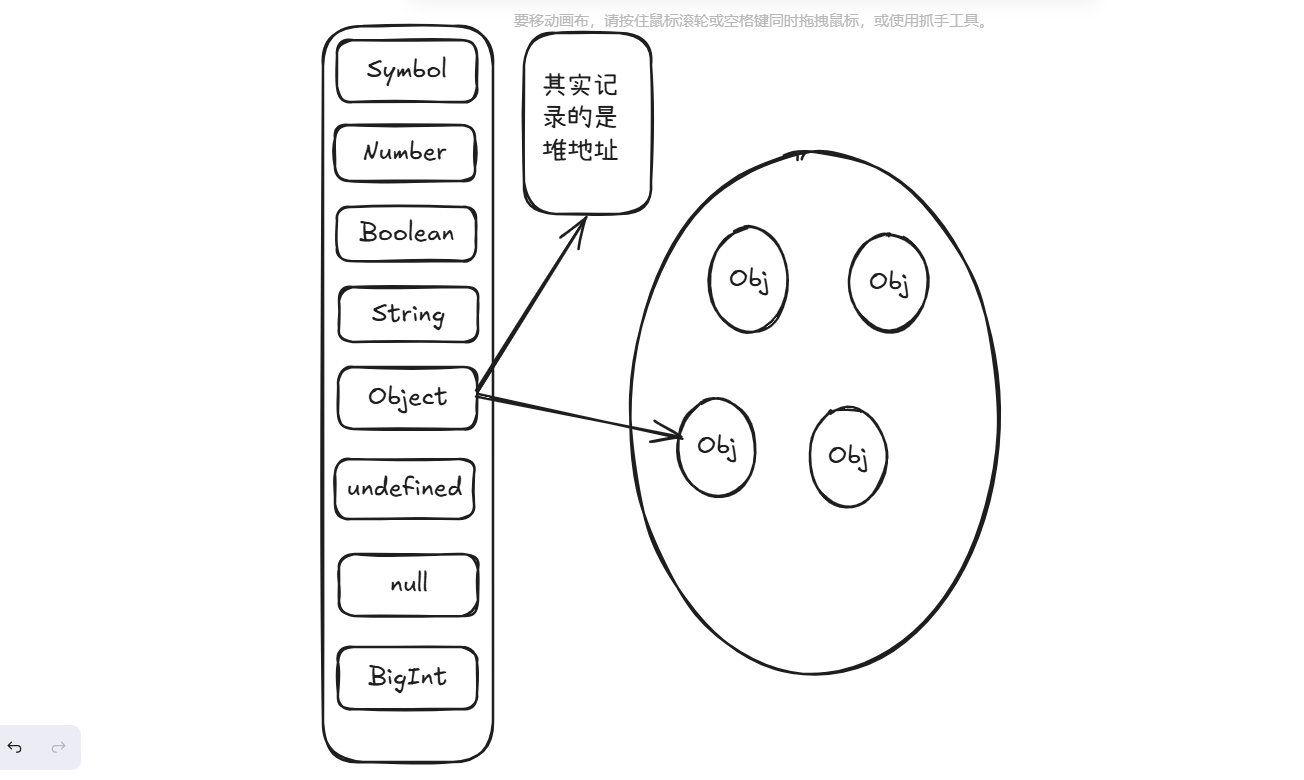 要移动画布，请按住鼠标滚轮或空格键同时拖拽鼠标，或使用抓手工具。
Symbol
Number
Boolean
String
Object
undefined
null
BigInt
其实记
录的是
堆地址
Obj
Obj
Obj
Obj